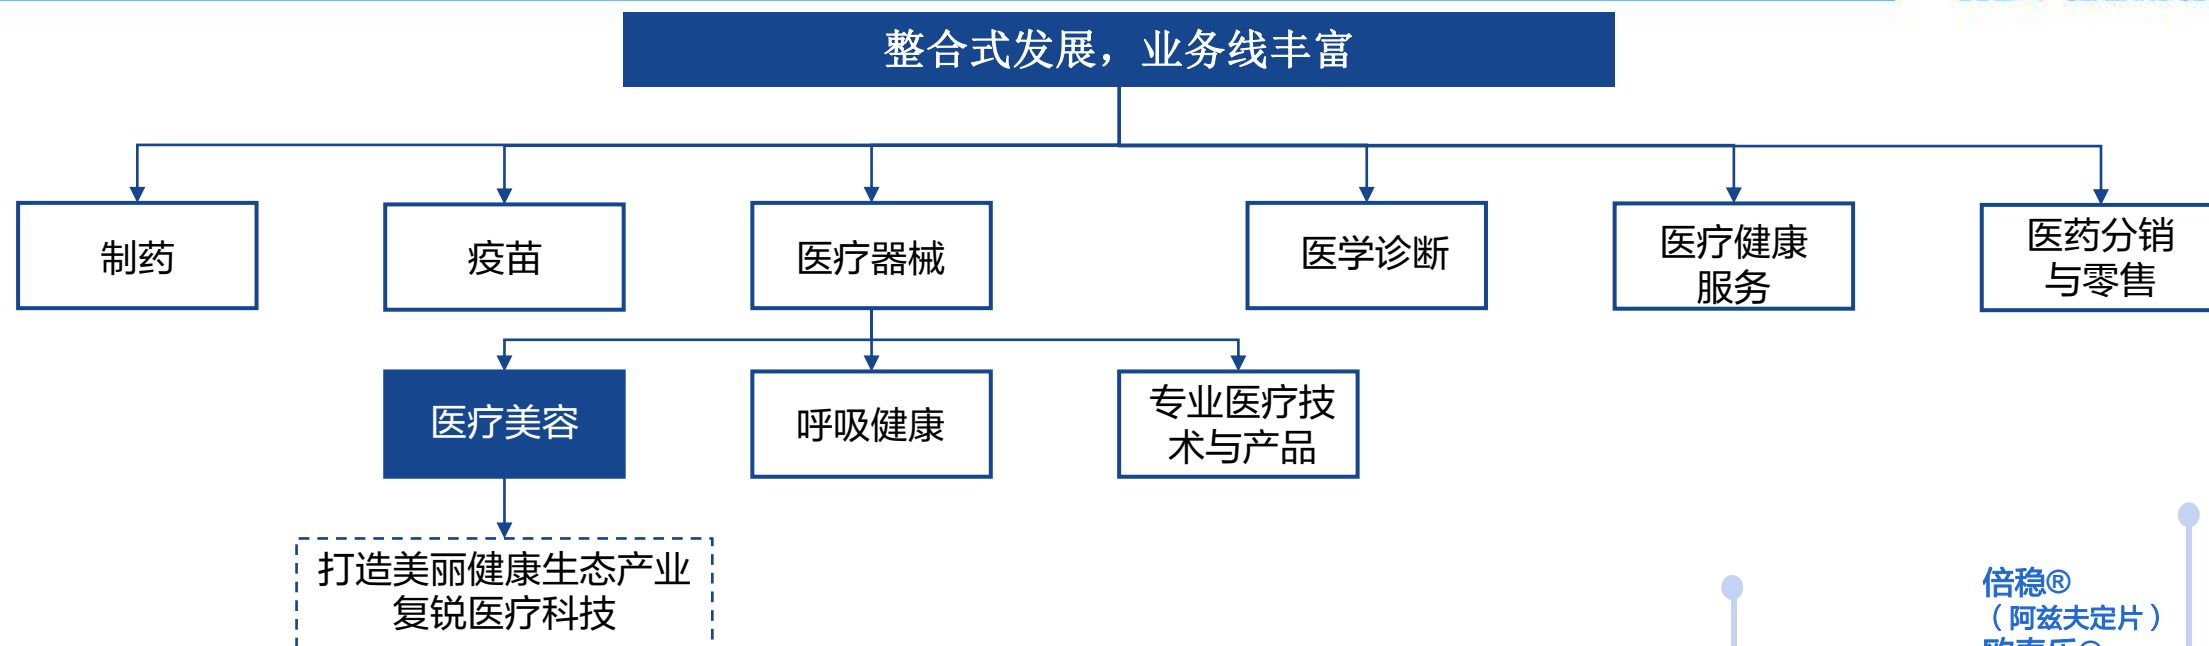 整合式发展，业务线丰富
制药
疫苗
医疗器械
医学诊断
医疗健康
服务
医药分销
与零售
医疗美容
呼吸健康
专业医疗技
术与产品
打造美丽健康生态产业
复锐医疗科技
倍稳®
（阿兹夫定片）